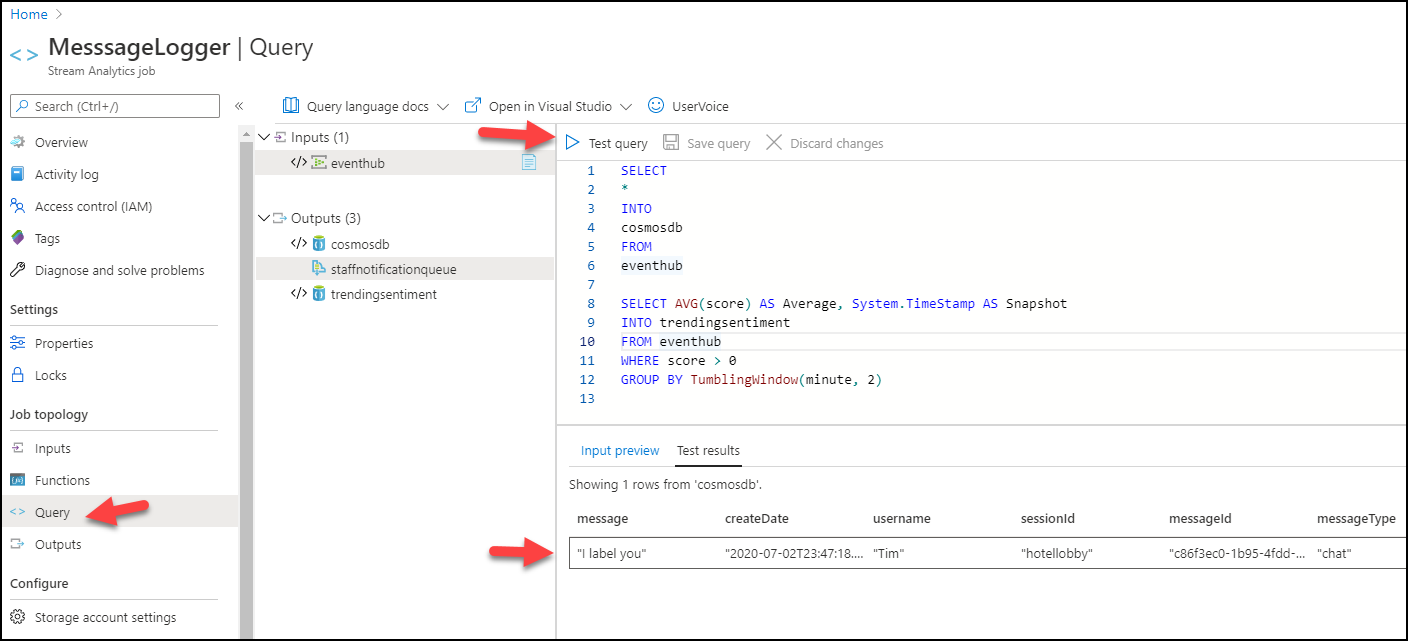 Home >
MesssageLogger | Query
Stream Analytics job
Search (Ctrl+/)
«
Overview
Activity log
Access control (IAM)
Tags
Diagnose and solve problems
Settings
Properties
Locks
Job topology
Inputs
Functions
Query
Outputs
Configure
Storage account settings
Query language docs
Open in Visual Studio
UserVoice
Inputs (1)
eventhub
Outputs (3)
cosmosdb
staffnotificationqueue
trendingsentiment
Test query
Save query
Discard changes
1 SELECT
2 *
3 INTO
4 cosmosdb
5 FROM
6 eventhub
7
8 SELECT AVG(score) AS Average, System.TimeStamp AS Snapshot
9 INTO trendingsentiment
10 FROM eventhub
11 WHERE score > 0
12 GROUP BY TumblingWindow(minute, 2)
13
Input preview Test results
Showing 1 rows from 'cosmosdb'.
message createDate username sessionId messageId messageType
"I label you" "2020-07-02T23:47:18.... "Tim" "hotellobby" "c86f3ec0-1b95-4fdd-... "chat"